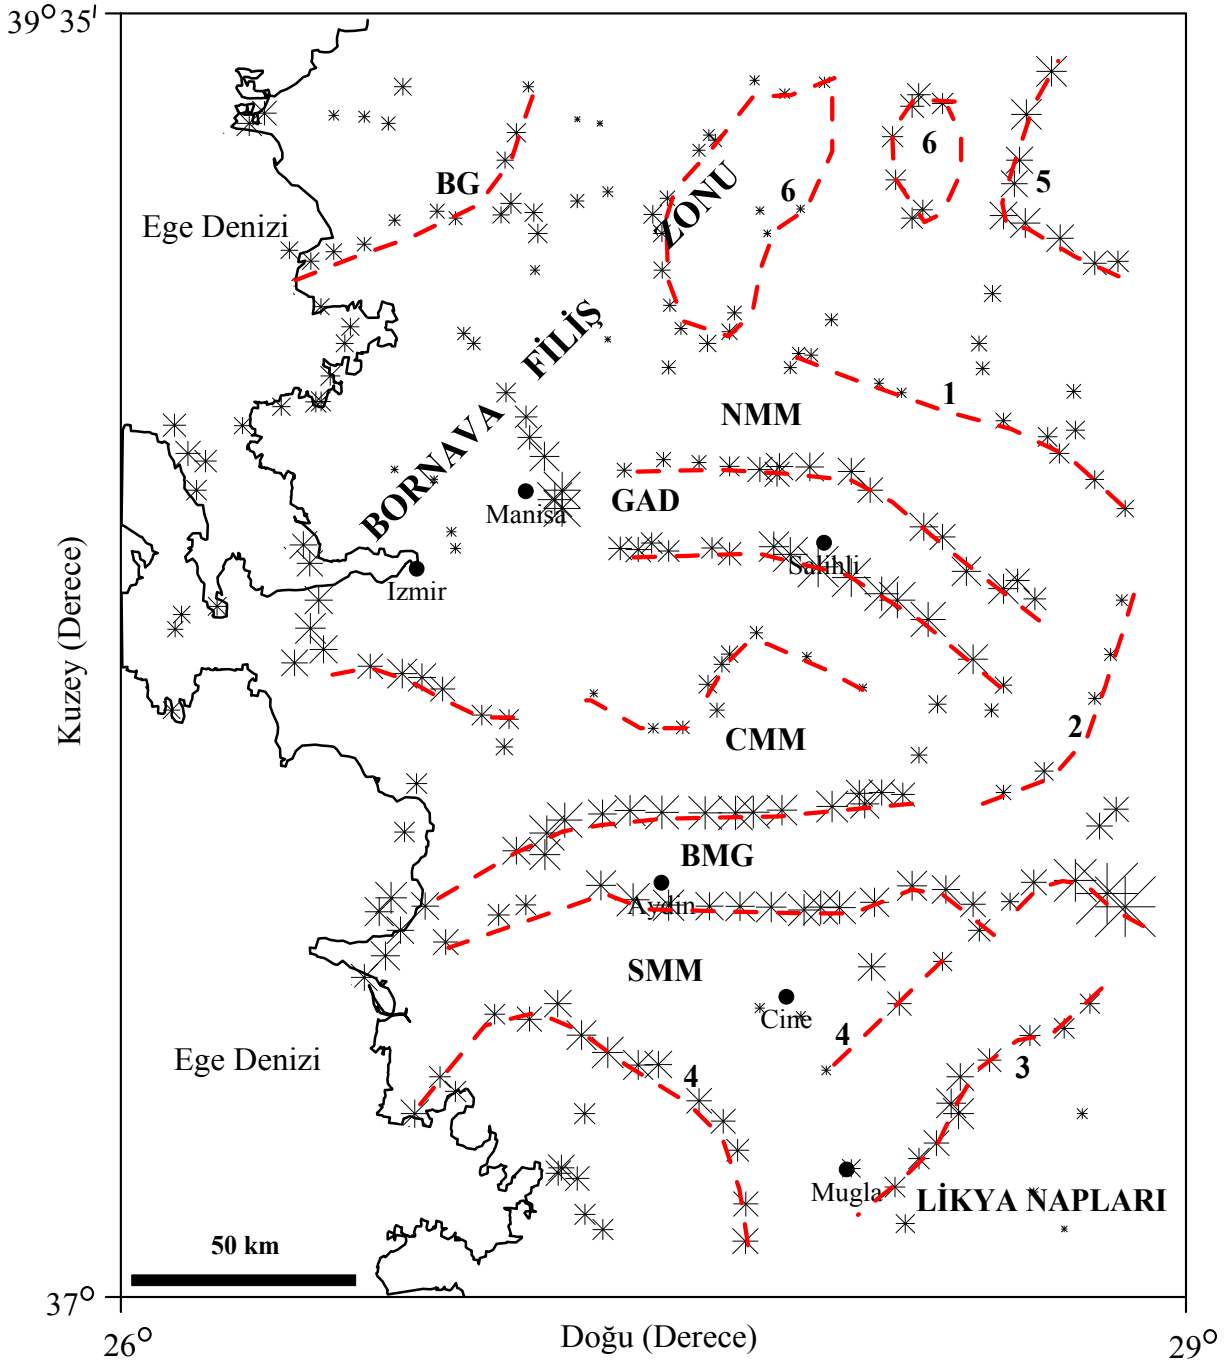 39° 35'
6
5
BG
ZONU
6
Ege Denizi
FİLİŞ
1
NMM
BORNAVA
GAD
Manisa
Salihli
Izmir
Kuzey (Derece)
2
CMM
BMG
Aydın
SMM
Cine
4
Ege Denizi
4
3
Mugla
LİKYA NAPLARI
50 km
37°
26°
Doğu (Derece)
29°